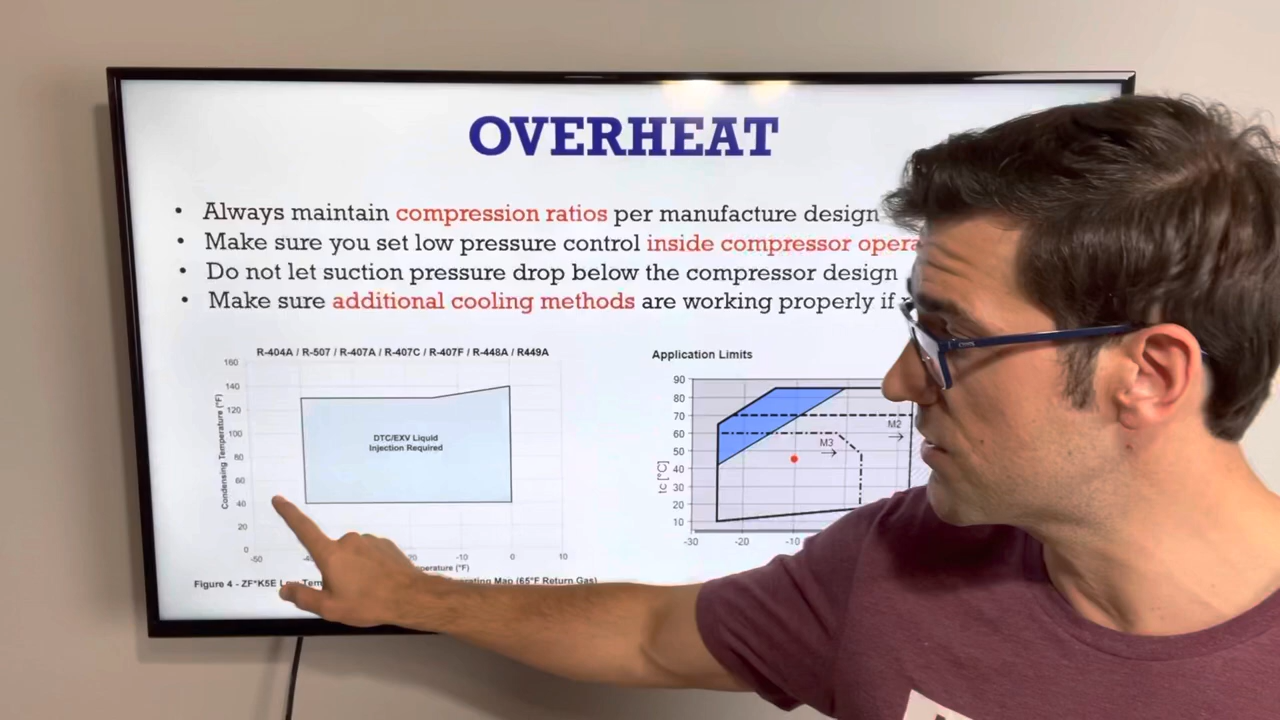 OVERHEAT
• Always maintain compression ratios per manufacture design
• Make sure you set low pressure control inside compressor
• Do not let suction pressure drop below the compressor design
• Make sure additional cooling methods are working properly if
R-404A / R-507 / R-407A / R-407C / R-407F / R-448A / R449A
160
140
120
100
80
60
40
20
0
Condensing Temperature (°F)
DTC/EXV Liquid
Injection Required
-50 -10 0 10
(°F)
Figure 4 - ZF*K5E Map (65°F Return Gas)
Application Limits
90
80
70
60
50
40
30
20
10
tc [°C]
M2
M3
-30 -20 -10